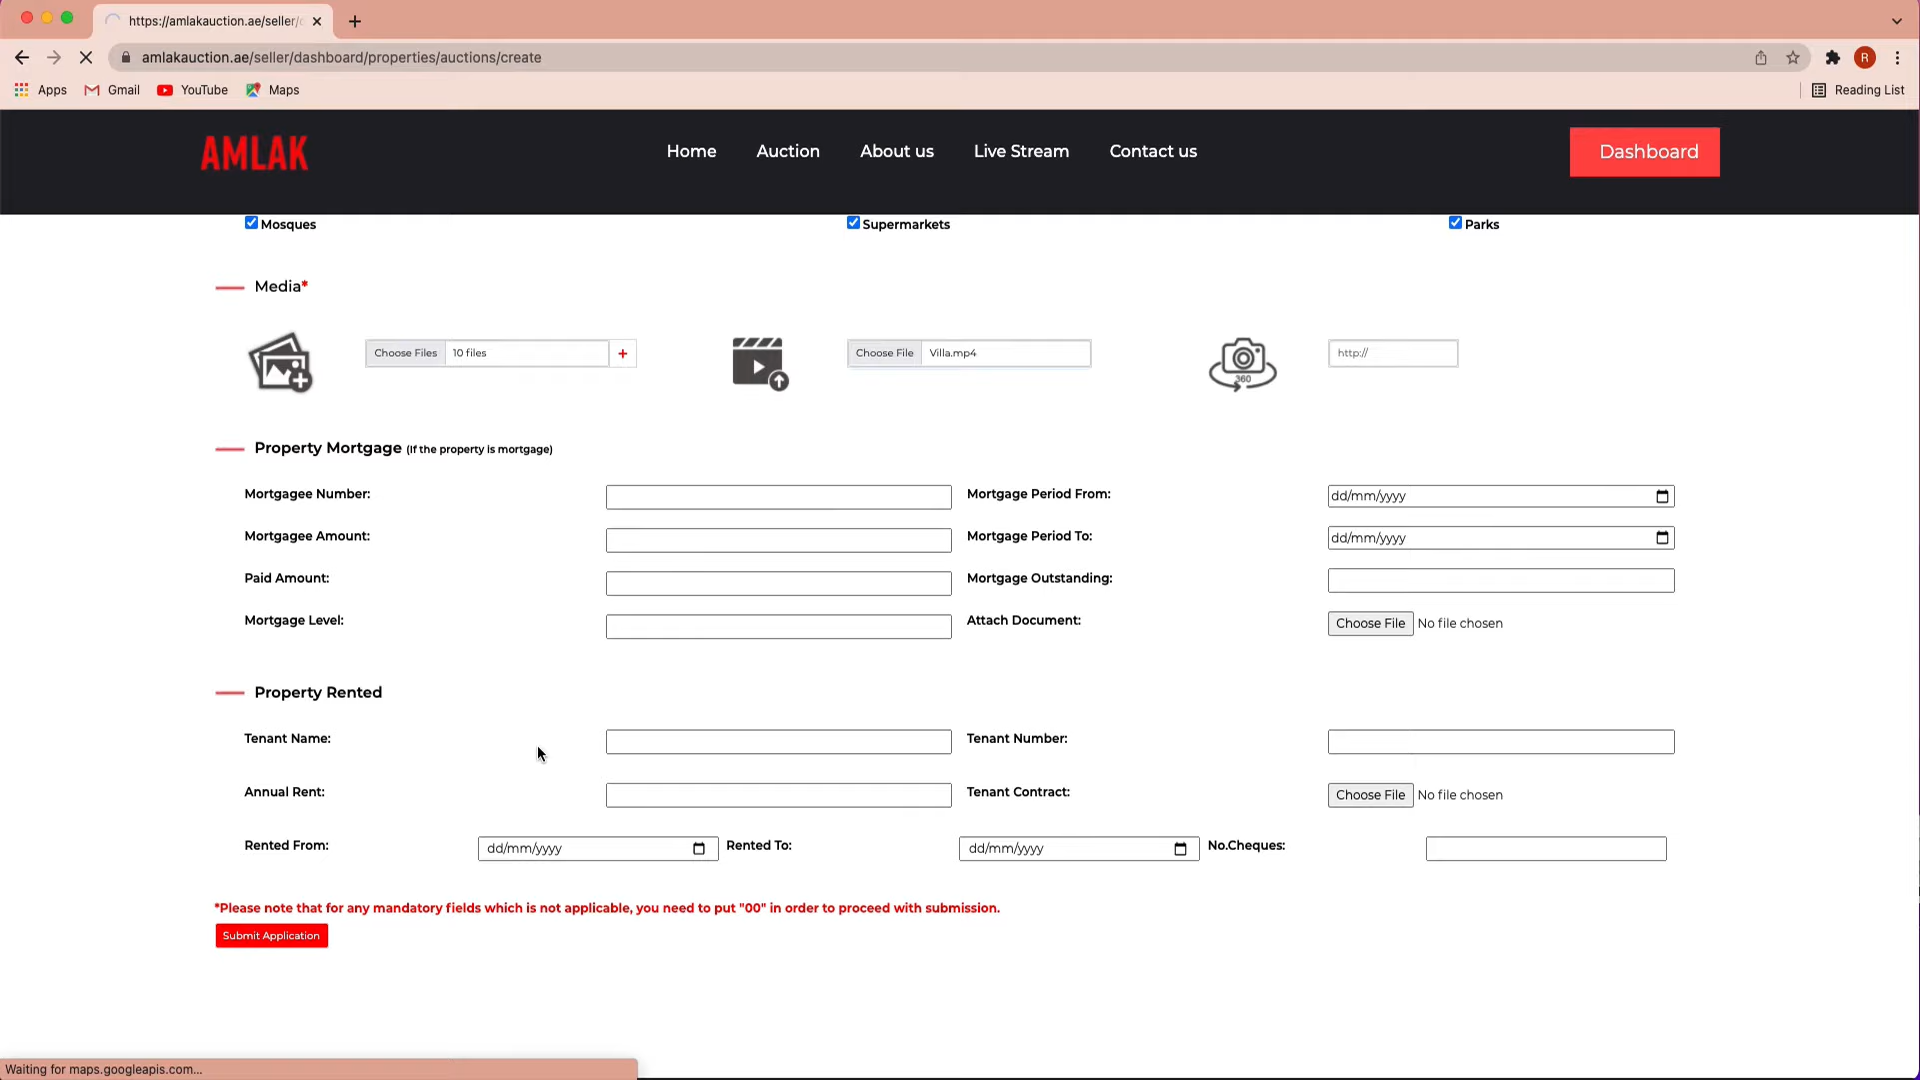 https://amlakauction.ae/seller/
amlakauction.ae/seller/dashboard/properties/auctions/create
R
Apps
Gmail
YouTube
Maps
Reading List
AMLAK
Home
Auction
About us
Live Stream
Contact us
Dashboard
Mosques
Supermarkets
Parks
Media*
Choose Files 10 files +
Choose File Villa.mp4
360
http://
Property Mortgage (If the property is mortgage)
Mortgagee Number:
Mortgage Period From:
dd/mm/yyyy
Mortgagee Amount:
Mortgage Period To:
dd/mm/yyyy
Paid Amount:
Mortgage Outstanding:
Mortgage Level:
Attach Document:
Choose File No file chosen
Property Rented
Tenant Name:
Tenant Number:
Annual Rent:
Tenant Contract:
Choose File No file chosen
Rented From:
dd/mm/yyyy
Rented To:
dd/mm/yyyy
No.Cheques:
*Please note that for any mandatory fields which is not applicable, you need to put "00" in order to proceed with submission.
Submit Application
Waiting for maps.googleapis.com...